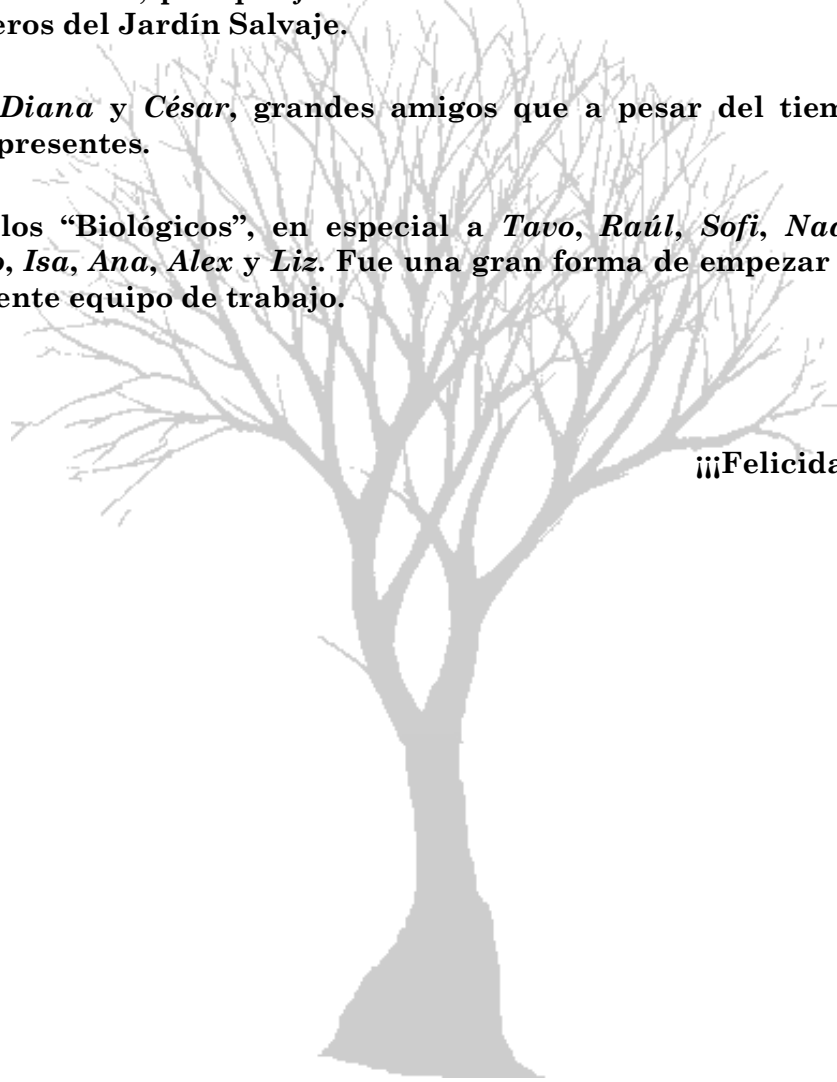 eros del Jardín Salvaje.
Diana y César, grandes amigos que a pesar del tiem
presentes.
los “Biológicos”, en especial a Tavo, Raúl, Sofi, Nac
o, Isa, Ana, Alex y Liz. Fue una gran forma de empezar
ente equipo de trabajo.
¡¡¡Felicida